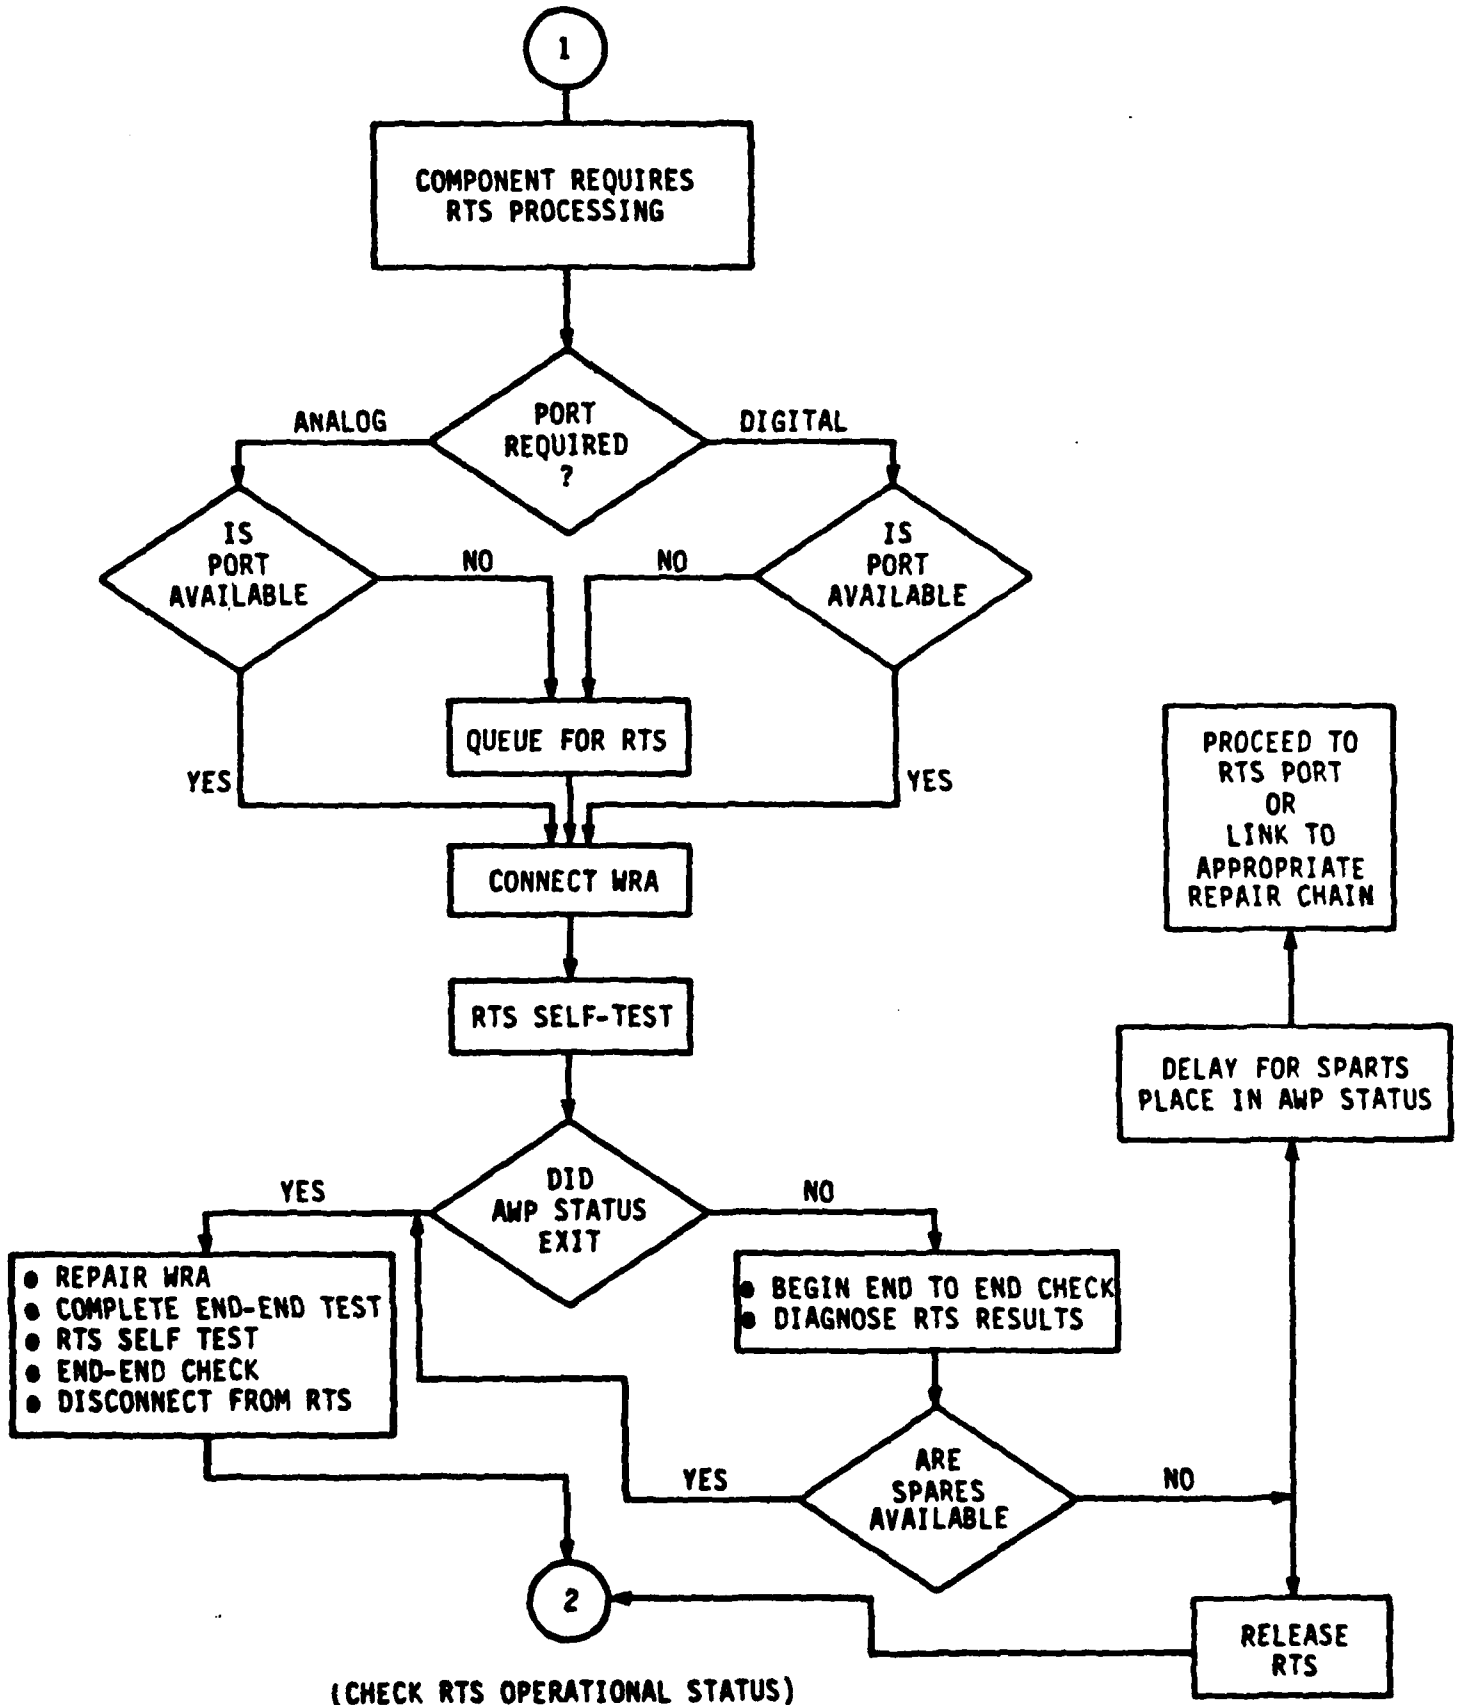 1
COMPONENT REQUIRES
RTS PROCESSING
PORT
REQUIRED
?
ANALOG
DIGITAL
IS
PORT
AVAILABLE
NO
NO
IS
PORT
AVAILABLE
QUEUE FOR RTS
YES
YES
CONNECT WRA
RTS SELF-TEST
PROCEED TO
RTS PORT
OR
LINK TO
APPROPRIATE
REPAIR CHAIN
DELAY FOR SPARTS
PLACE IN AWP STATUS
DID
AWP STATUS
EXIT
YES
NO
● REPAIR WRA
● COMPLETE END-END TEST
● RTS SELF TEST
● END-END CHECK
● DISCONNECT FROM RTS
● BEGIN END TO END CHECK
● DIAGNOSE RTS RESULTS
ARE
SPARES
AVAILABLE
YES
NO
2
RELEASE
RTS
(CHECK RTS OPERATIONAL STATUS)